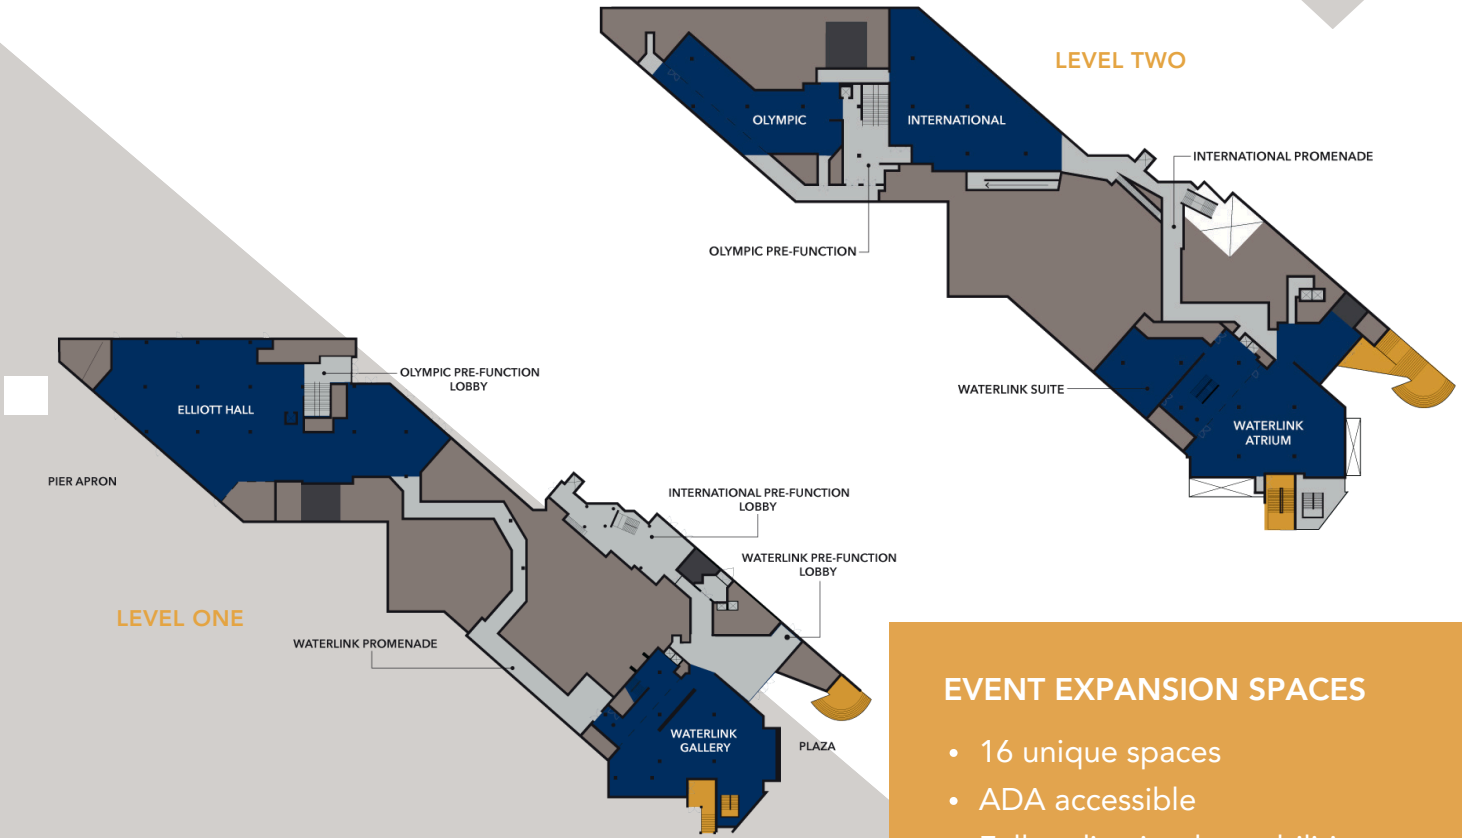 LEVEL TWO
OLYMPIC
INTERNATIONAL
INTERNATIONAL PROMENADE
OLYMPIC PRE-FUNCTION
WATERLINK SUITE
WATERLINK
ATRIUM
OLYMPIC PRE-FUNCTION
LOBBY
ELLIOTT HALL
PIER APRON
INTERNATIONAL PRE-FUNCTION
LOBBY
WATERLINK PRE-FUNCTION
LOBBY
LEVEL ONE
WATERLINK PROMENADE
WATERLINK
GALLERY
PLAZA
EVENT EXPANSION SPACES
• 16 unique spaces
• ADA accessible